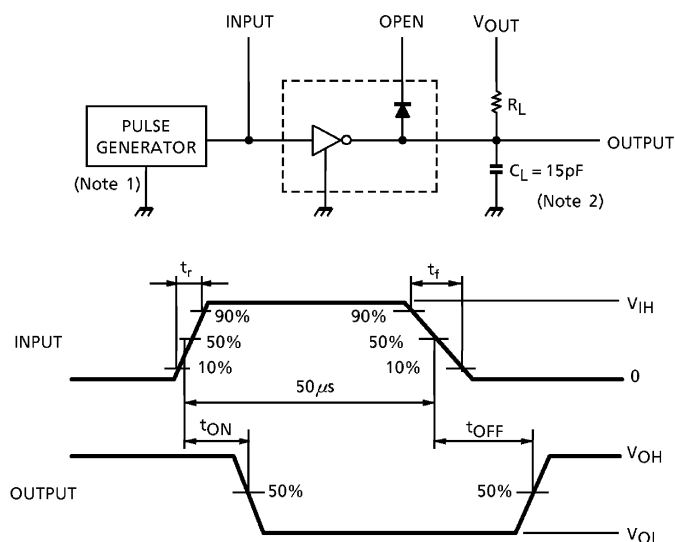 INPUT OPEN VOUT
RL
PULSE
GENERATOR
OUTPUT
(Note 1)
CL = 15pF
(Note 2)
tr tf
VIH
90% 90%
INPUT 50% 50%
10% 10%
0
50μs
tON tOFF
VOH
OUTPUT 50% 50%
VOL